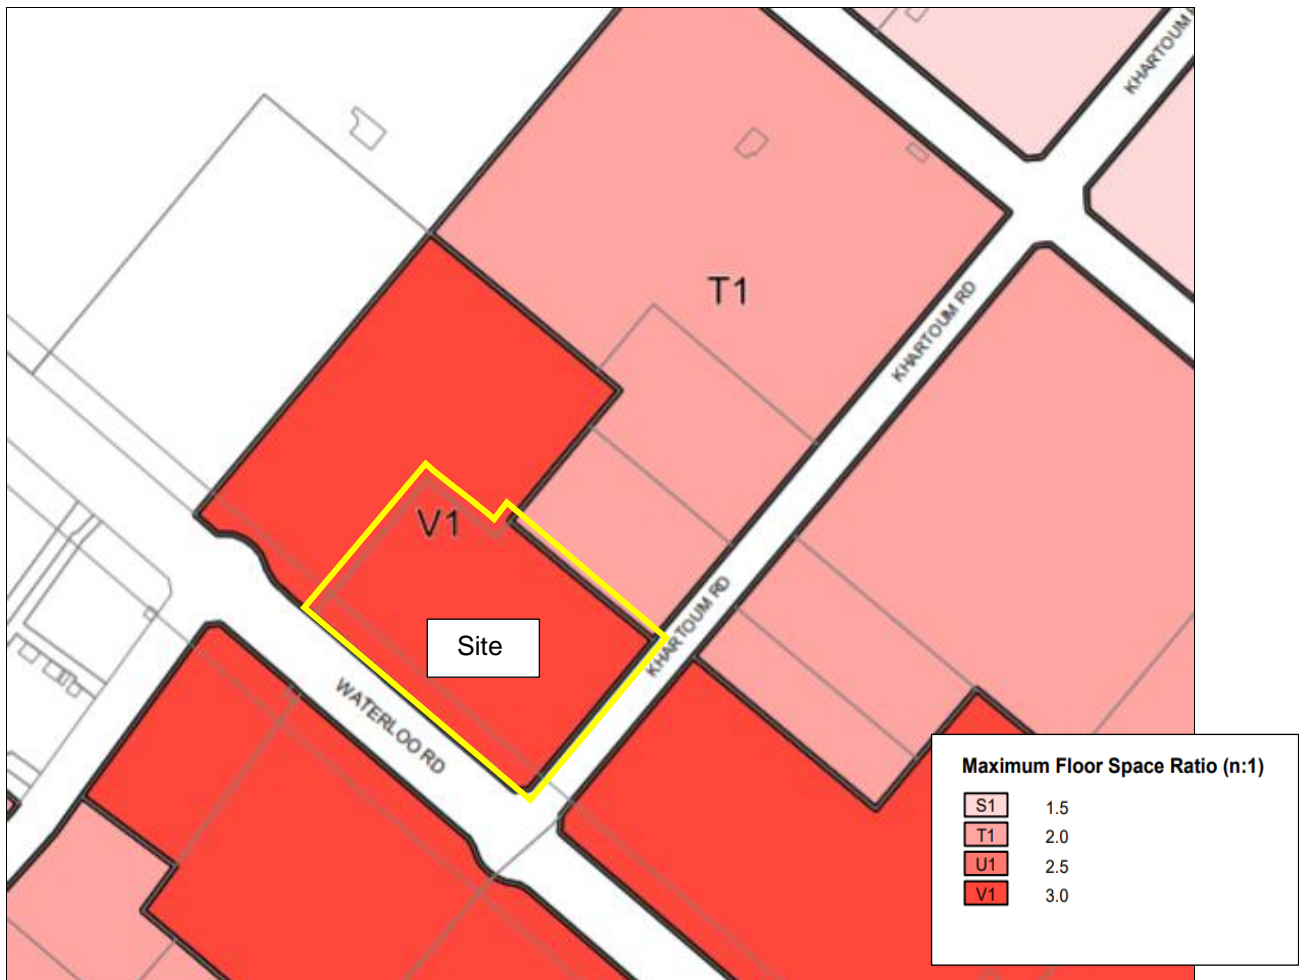 KHARTOUM
T1
KHARTOUM RD
V1
Site
KHARTOUM RD
WATERLOO RD
Maximum Floor Space Ratio (n:1)
S1 1.5
T1 2.0
U1 2.5
V1 3.0